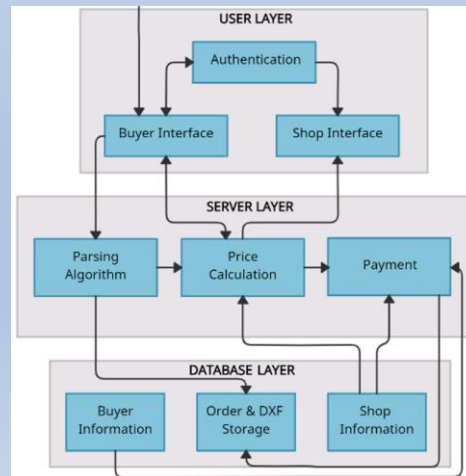 USER LAYER
Authentication
Buyer Interface
Shop Interface
SERVER LAYER
Parsing
Algorithm
Price
Calculation
Payment
DATABASE LAYER
Buyer
Information
Order & DXF
Storage
Shop
Information